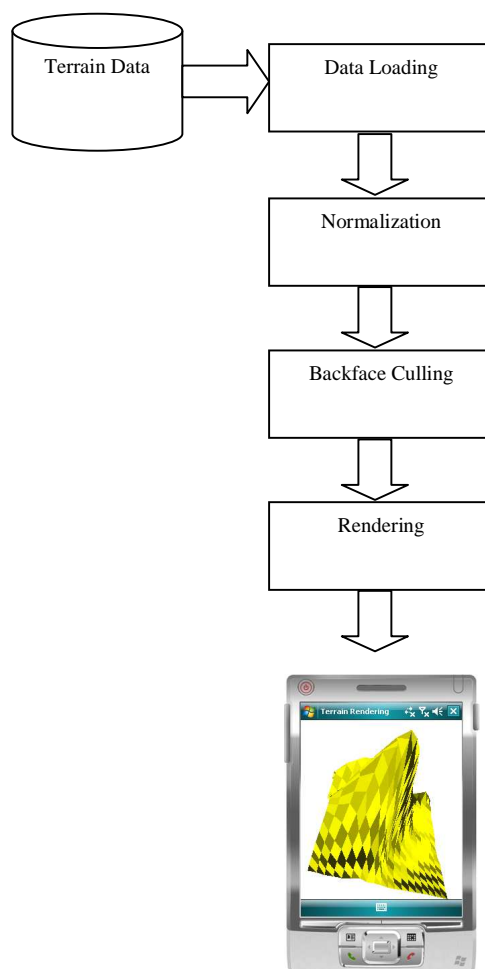 Terrain Data
Data Loading
Normalization
Backface Culling
Rendering
Terrain Rendering